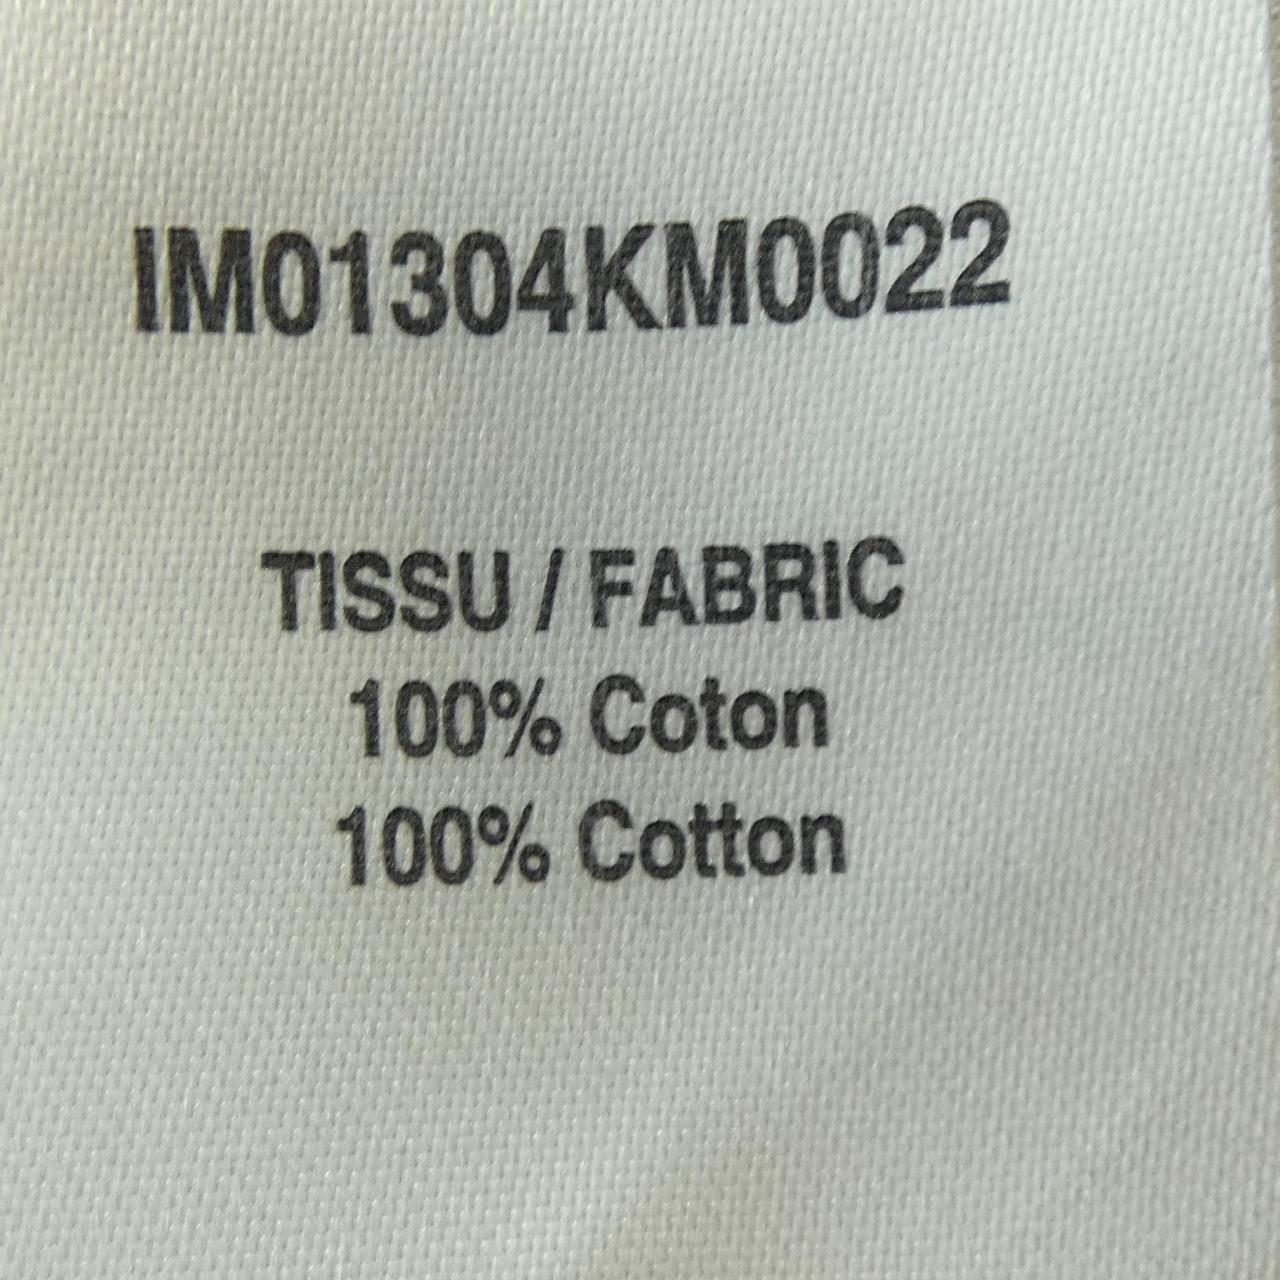 IM01304KM0022
TISSU / FABRIC
100% Coton
100% Cotton